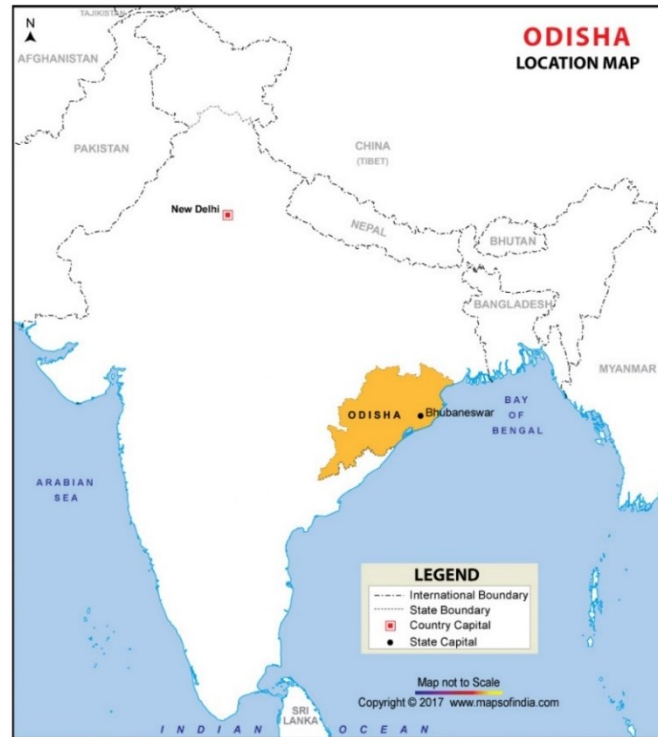 N
TAJIKISTAN
ODISHA
LOCATION MAP
AFGHANISTAN
PAKISTAN
CHINA
(TIBET)
New Delhi
NEPAL
BHUTAN
BANGLADESH
MYANMAR
ODISHA
Bhubaneswar
BAY
OF
BENGAL
ARABIAN
SEA
LEGEND
International Boundary
State Boundary
Country Capital
State Capital
Map not to Scale
Copyright © 2017 www.mapsofindia.com
SRI
LANKA
INDIAN OCEAN